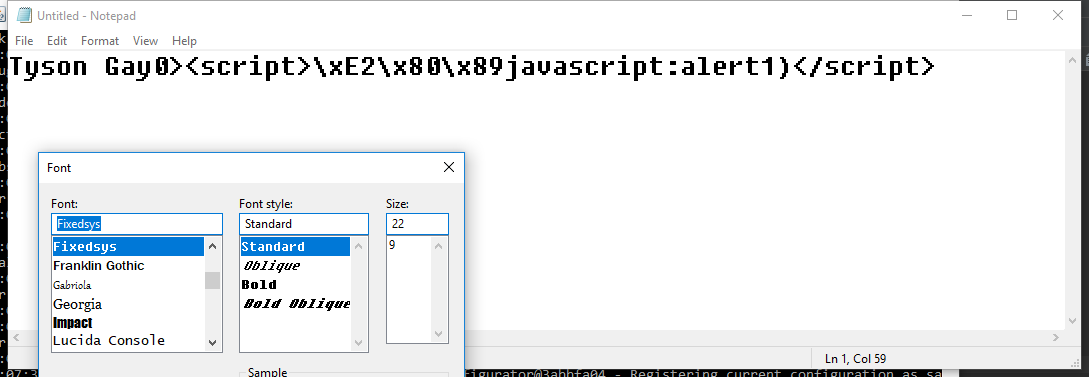 Untitled - Notepad
File Edit Format View Help
Tyson Gay0><script>\xE2\x80\x89javascript:alert1)</script>
Font
Font: Font style: Size:
Fixedsys Standard 22
Fixedsys Standard 9
Franklin Gothic Oblique
Gabriola Bold
Georgia Bold Oblique
Impact
Lucida Console
Ln 1, Col 59
Sample
- Registering current configuration as sa